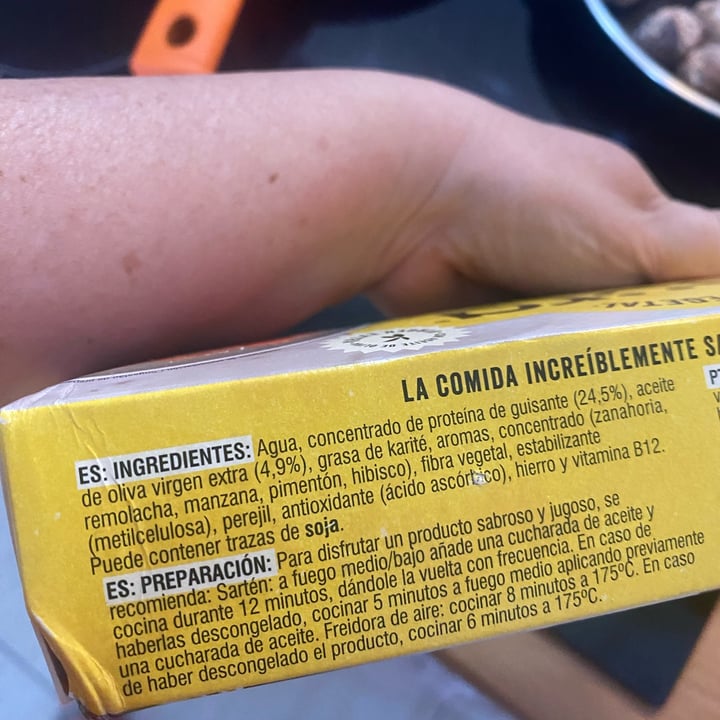 LA COMIDA INCREÍBLEMENTE
ES: INGREDIENTES: Agua, concentrado de proteína de guisante (24,5%), aceite
de oliva virgen extra (4,9%), grasa de karité, aromas, concentrado (zanahoria,
remolacha, manzana, pimentón, hibisco), fibra vegetal, estabilizante
(metilcelulosa), perejil, antioxidante (ácido ascórbico), hierro y vitamina B12.
Puede contener trazas de soja.
ES: PREPARACIÓN: Para disfrutar un producto sabroso y jugoso, se
recomienda: Sartén: a fuego medio/bajo añade una cucharada de aceite y
cocina durante 12 minutos, dándole la vuelta con frecuencia. En caso de
haberlas descongelado, cocinar 5 minutos a fuego medio aplicando previamente
una cucharada de aceite. Freidora de aire: cocinar 8 minutos a 175ºC. En caso
de haber descongelado el producto, cocinar 6 minutos a 175ºC.